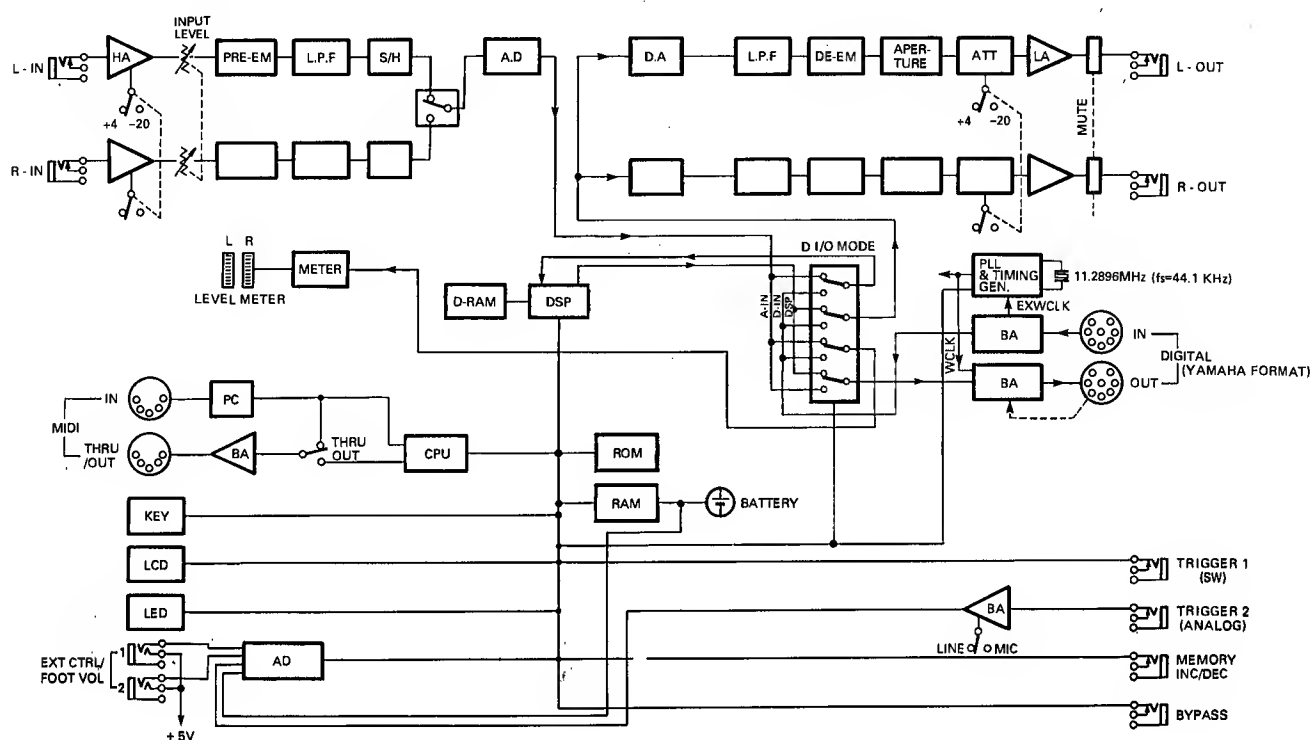 INPUT
LEVEL
L - IN
HA
PRE-EM
L.P.F
S/H
A.D
D.A
L.P.F
DE-EM
APER-
TURE
ATT
LA
L - OUT
+4
-20
+4
-20
MUTE
R - IN
R - OUT
L R
LEVEL METER
METER
D-RAM
DSP
D I/O MODE
A-IN
D-IN
DSP
PLL
& TIMING
GEN.
11.2896MHz (fs=44.1 KHz)
EXWCLK
WCLK
BA
IN
BA
OUT
DIGITAL
(YAMAHA FORMAT)
MIDI
IN
PC
THRU
/OUT
BA
THRU
OUT
CPU
ROM
RAM
BATTERY
KEY
LCD
LED
TRIGGER 1
(SW)
BA
TRIGGER 2
(ANALOG)
LINE
MIC
EXT CTRL/
FOOT VOL
1
2
AD
MEMORY
INC/DEC
+5V
BYPASS